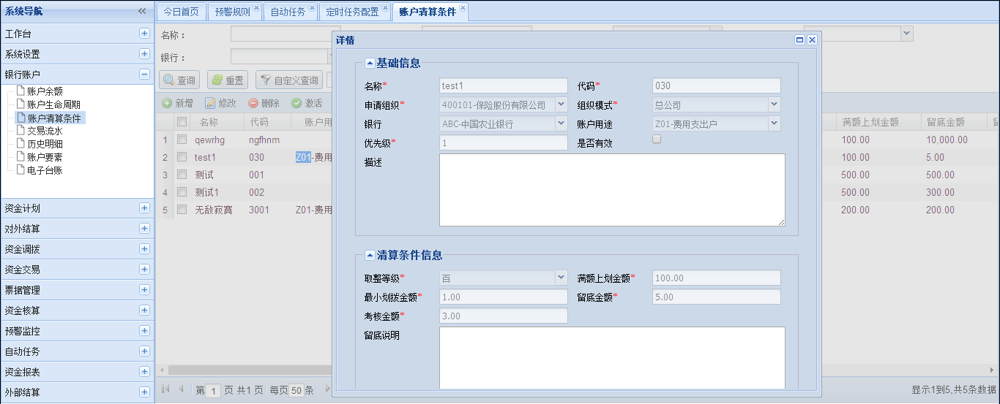 系统导航
今日首页 预警规则 自动任务 定时任务配置 账户清算条件
工作台
系统设置
银行账户
账户余额
账户生命周期
账户清算条件
交易流水
历史明细
账户要素
电子台账
资金计划
对外结算
资金调拨
资金交易
票据管理
资金核算
预警监控
自动任务
资金报表
外部结算
名称：
银行：
查询 重置 自定义查询
新增 修改 删除 激活
名称 代码 账户用 满额上划金额 留底金额
1 qewrhg ngfhnm 100.00 10,000.00
2 test1 030 Z01-费用 100.00 5.00
3 测试 001 500.00 500.00
4 测试1 002 500.00 300.00
5 无敌寂寞 3001 Z01-费用 200.00 200.00
第 1 页 共1 页 每页 50 条
显示1到5,共5条数据
详情
基础信息
名称* test1 代码* 030
申请组织* 400101-保险股份有限公司 组织模式* 总公司
银行 ABC-中国农业银行 账户用途 Z01-费用支出户
优先级* 1 是否有效
描述
清算条件信息
取整等级* 百 满额上划金额* 100.00
最小划拨金额* 1.00 留底金额* 5.00
考核金额* 3.00
留底说明